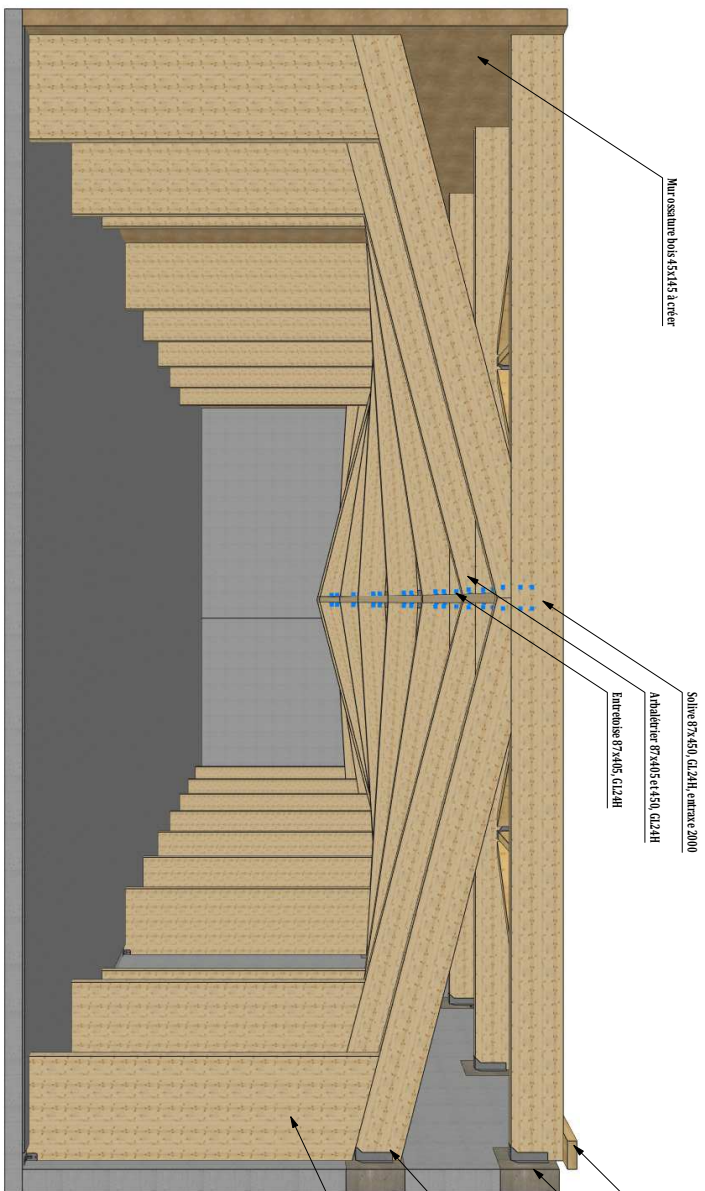 Mur ossature bois 45x145 à créer
Solive 87x450, GL24H, entraxe 2000
Arbalétrier 87x405 et 450, GL24H
Entretoise 87x405, GL24H